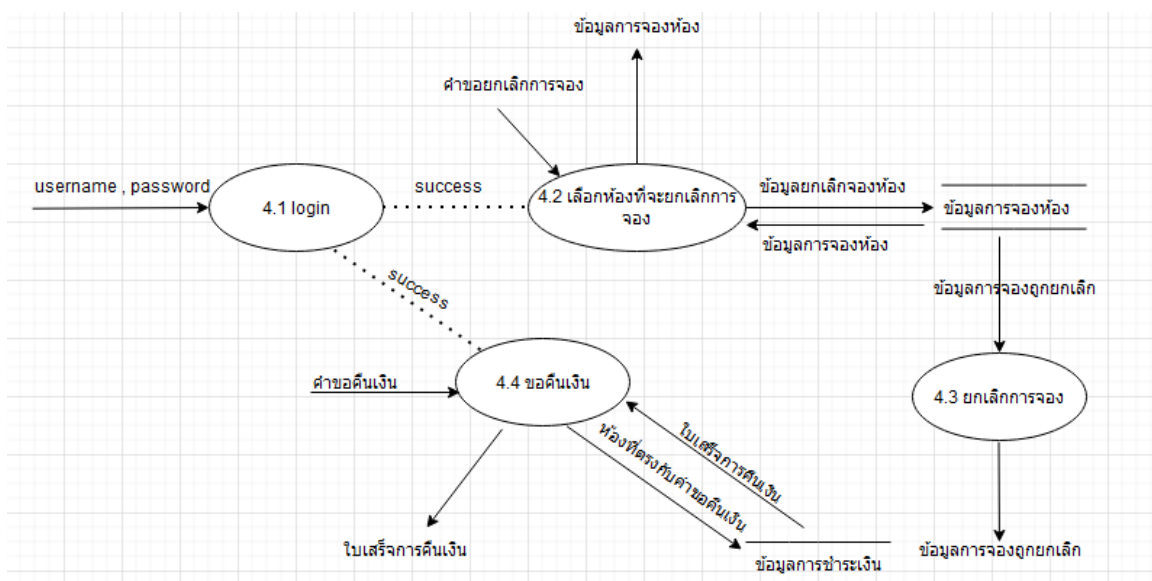 ข้อมูลการจองห้อง
คำขอยกเลิกการจอง
username , password
4.1 login
success
4.2 เลือกห้องที่จะยกเลิกการ
จอง
ข้อมูลยกเลิกจองห้อง
ข้อมูลการจองห้อง
ข้อมูลการจองห้อง
success
ข้อมูลการจองถูกยกเลิก
คำขอคืนเงิน
4.4 ขอคืนเงิน
4.3 ยกเลิกการจอง
ใบเสร็จการคืนเงิน
ห้องที่ตรงกับคำขอคืนเงิน
ใบเสร็จการคืนเงิน
ข้อมูลการชำระเงิน
ข้อมูลการจองถูกยกเลิก